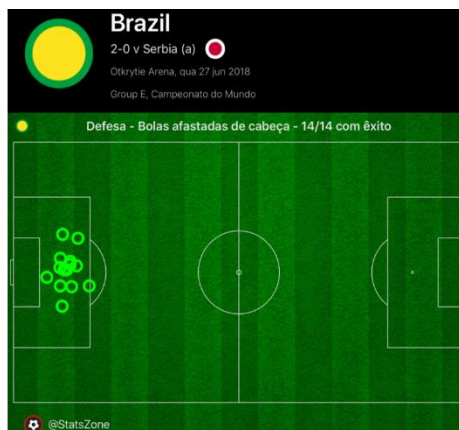 Brazil
2-0 v Serbia (a)
Otkrytie Arena, qua 27 jun 2018
Group E, Campeonato do Mundo
Defesa - Bolas afastadas de cabeça - 14/14 com êxito
@StatsZone